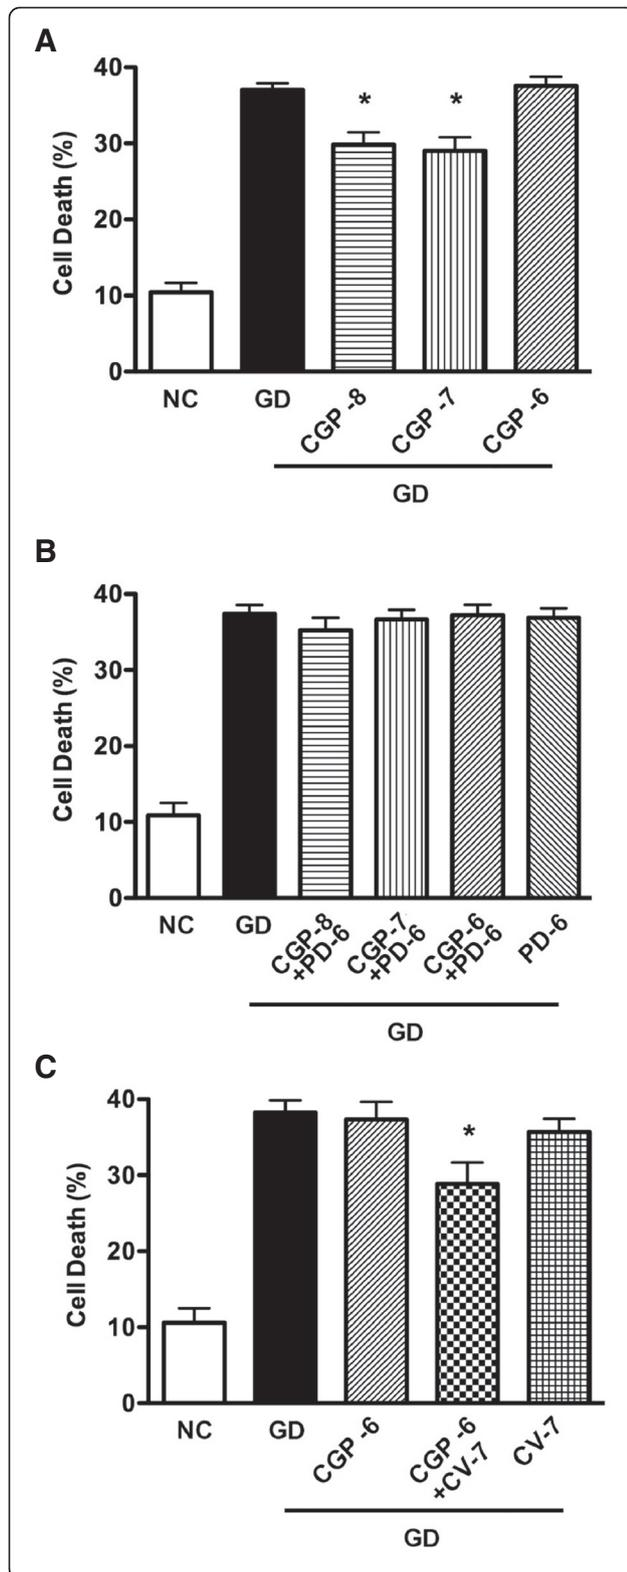 A
Cell Death (%)
40
30
20
10
0
*
*
NC
GD
CGP -8
CGP -7
CGP -6
GD
B
Cell Death (%)
40
30
20
10
0
NC
GD
CGP-8
+PD-6
CGP-7
+PD-6
CGP-6
+PD-6
PD-6
GD
C
Cell Death (%)
40
30
20
10
0
*
NC
GD
CGP -6
CGP -6
+CV-7
CV-7
GD